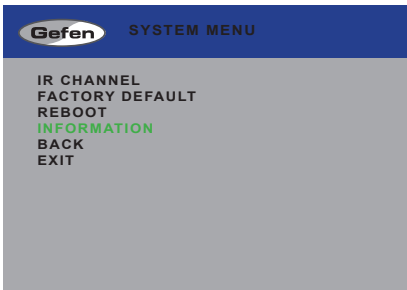 Gefen SYSTEM MENU
IR CHANNEL
FACTORY DEFAULT
REBOOT
INFORMATION
BACK
EXIT